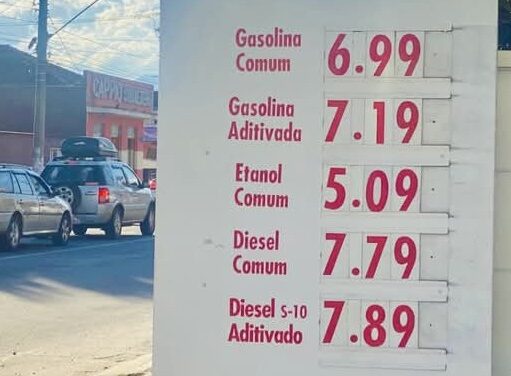 Gasolina
Comum 6.99
Gasolina
Aditivada 7.19
Etanol
Comum 5.09
Diesel
Comum 7.79
Diesel S-10
Aditivado 7.89